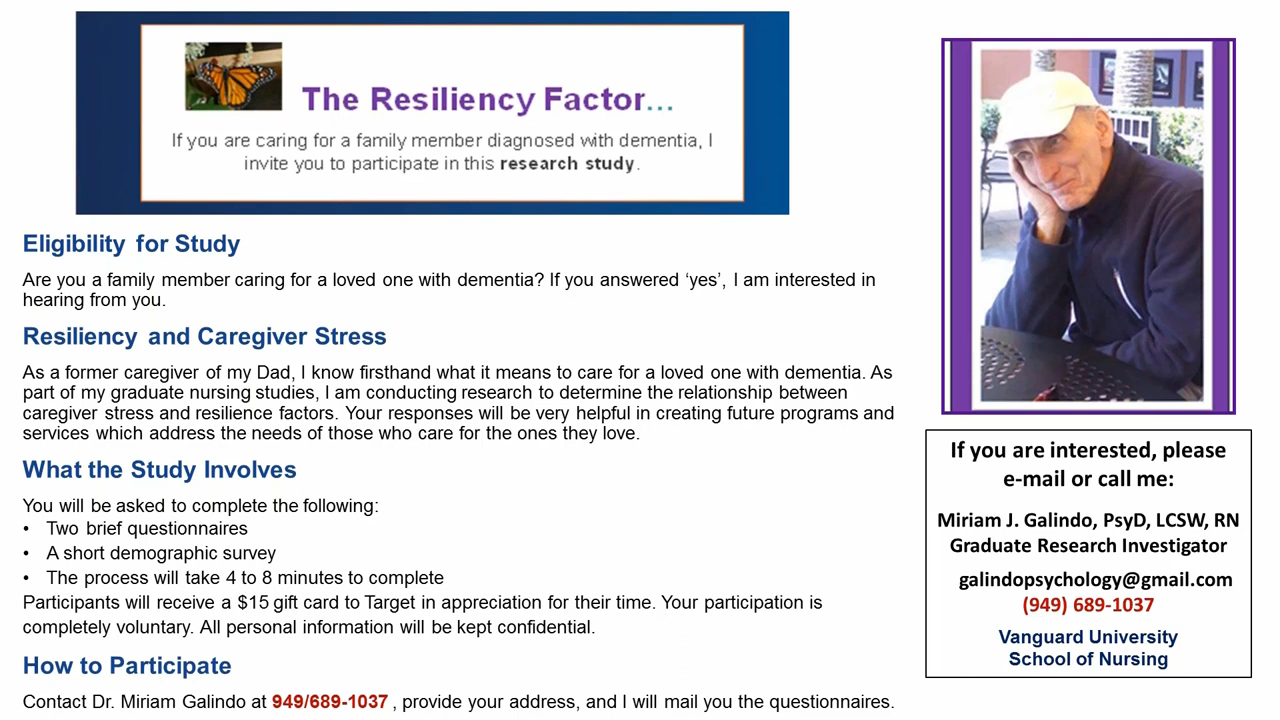 The Resiliency Factor...
If you are caring for a family member diagnosed with dementia, I
invite you to participate in this research study.
Eligibility for Study
Are you a family member caring for a loved one with dementia? If you answered ‘yes’, I am interested in
hearing from you.
Resiliency and Caregiver Stress
As a former caregiver of my Dad, I know firsthand what it means to care for a loved one with dementia. As
part of my graduate nursing studies, I am conducting research to determine the relationship between
caregiver stress and resilience factors. Your responses will be very helpful in creating future programs and
services which address the needs of those who care for the ones they love.
What the Study Involves
You will be asked to complete the following:
• Two brief questionnaires
• A short demographic survey
• The process will take 4 to 8 minutes to complete
Participants will receive a $15 gift card to Target in appreciation for their time. Your participation is
completely voluntary. All personal information will be kept confidential.
How to Participate
Contact Dr. Miriam Galindo at 949/689-1037 , provide your address, and I will mail you the questionnaires.
If you are interested, please
e-mail or call me:
Miriam J. Galindo, PsyD, LCSW, RN
Graduate Research Investigator
galindopsychology@gmail.com
(949) 689-1037
Vanguard University
School of Nursing